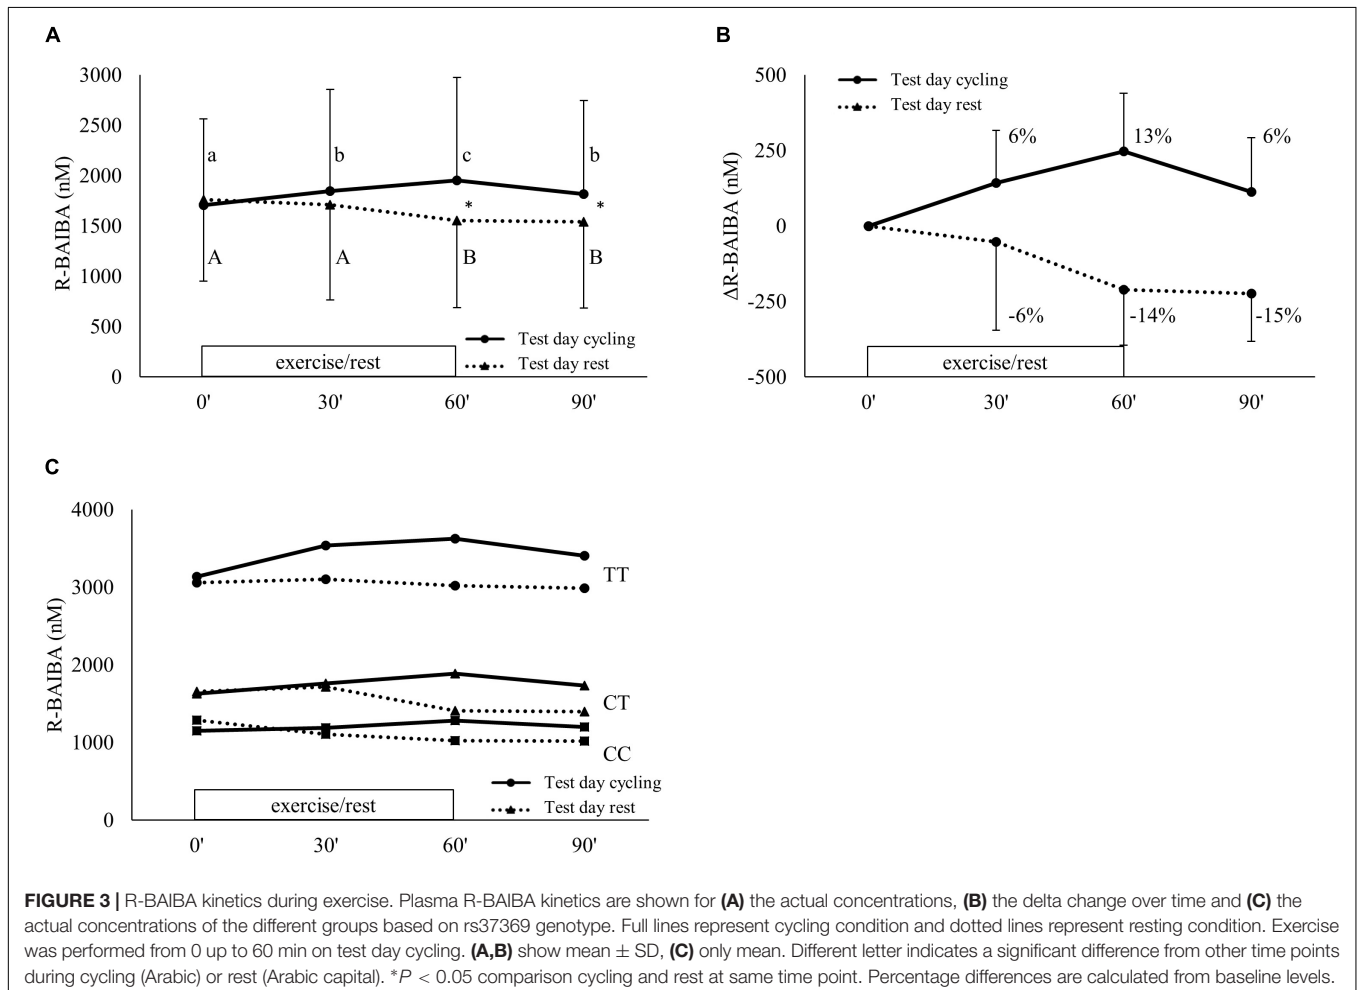 A
3000
2500
2000
1500
1000
500
0
R-BAIBA (nM)
a
b
c
b
*
*
A
A
B
B
Test day cycling
Test day rest
exercise/rest
0' 30' 60' 90'
B
500
250
0
-250
-500
ΔR-BAIBA (nM)
Test day cycling
Test day rest
6%
13%
6%
-6%
-14%
-15%
exercise/rest
0' 30' 60' 90'
C
4000
3000
2000
1000
0
R-BAIBA (nM)
TT
CT
CC
Test day cycling
Test day rest
exercise/rest
0' 30' 60' 90'
FIGURE 3 | R-BAIBA kinetics during exercise. Plasma R-BAIBA kinetics are shown for (A) the actual concentrations, (B) the delta change over time and (C) the
actual concentrations of the different groups based on rs37369 genotype. Full lines represent cycling condition and dotted lines represent resting condition. Exercise
was performed from 0 up to 60 min on test day cycling. (A,B) show mean ± SD, (C) only mean. Different letter indicates a significant difference from other time points
during cycling (Arabic) or rest (Arabic capital). *P < 0.05 comparison cycling and rest at same time point. Percentage differences are calculated from baseline levels.